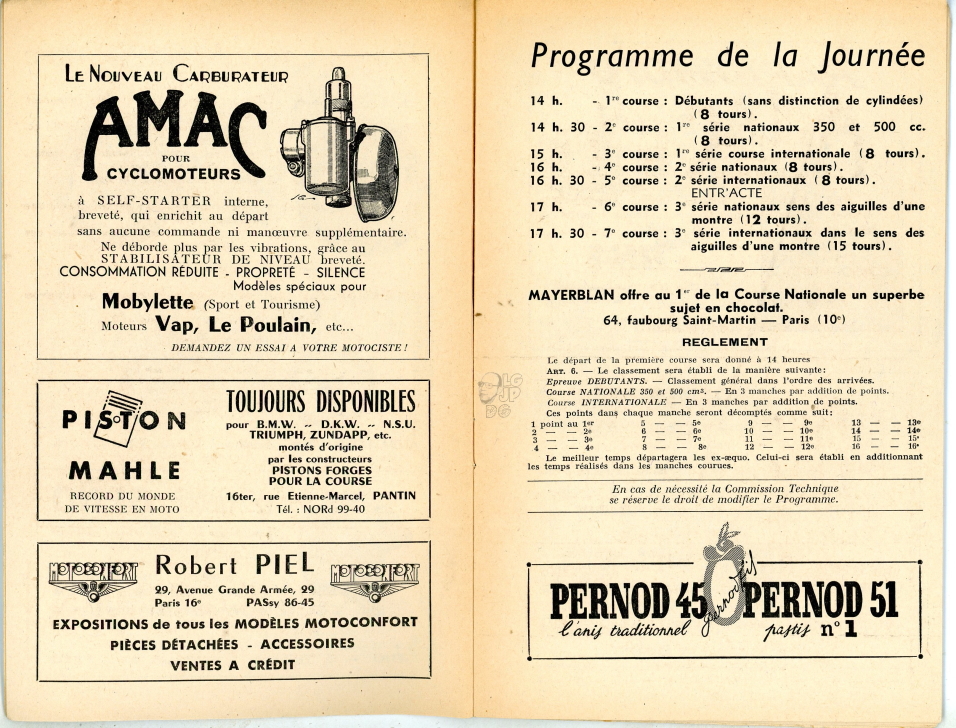 LE NOUVEAU CARBURATEUR
AMAC
POUR
CYCLOMOTEURS
à SELF-STARTER interne,
breveté, qui enrichit au départ
sans aucune commande ni manœuvre supplémentaire.
Ne déborde plus par les vibrations, grâce au
STABILISATEUR DE NIVEAU breveté.
CONSOMMATION RÉDUITE - PROPRETÉ - SILENCE
Modèles spéciaux pour
Mobylette (Sport et Tourisme)
Moteurs Vap, Le Poulain, etc...
DEMANDEZ UN ESSAI A VOTRE MOTOCISTE !
PISTON
MAHLE
RECORD DU MONDE
DE VITESSE EN MOTO
TOUJOURS DISPONIBLES
pour B.M.W. -- D.K.W. -- N.S.U.
TRIUMPH, ZUNDAPP, etc.
montés d'origine
par les constructeurs
PISTONS FORGES
POUR LA COURSE
16ter, rue Etienne-Marcel, PANTIN
Tél. : NORd 99-40
MOTOCONFORT
Robert PIEL
MOTOCONFORT
29, Avenue Grande Armée, 29
Paris 16e PASsy 86-45
EXPOSITIONS de tous les MODÈLES MOTOCONFORT
PIÈCES DÉTACHÉES - ACCESSOIRES
VENTES A CRÉDIT
Programme de la Journée
14 h. - 1re course : Débutants (sans distinction de cylindées)
(8 tours).
14 h. 30 - 2e course : 1re série nationaux 350 et 500 cc.
(8 tours).
15 h. - 3e course : 1re série course internationale (8 tours).
16 h. - 4e course : 2e série nationaux (8 tours).
16 h. 30 - 5e course : 2e série internationaux (8 tours).
ENTR'ACTE
17 h. - 6e course : 3e série nationaux sens des aiguilles d'une
montre (12 tours).
17 h. 30 - 7e course : 3e série internationaux dans le sens des
aiguilles d'une montre (15 tours).
MAYERBLAN offre au 1er de la Course Nationale un superbe
sujet en chocolat.
64, faubourg Saint-Martin — Paris (10e)
REGLEMENT
Le départ de la première course sera donné à 14 heures
ART. 6. — Le classement sera établi de la manière suivante:
Epreuve DEBUTANTS. — Classement général dans l'ordre des arrivées.
Course NATIONALE 350 et 500 cm3. — En 3 manches par addition de points.
Course INTERNATIONALE — En 3 manches par addition de points.
Ces points dans chaque manche seront décomptés comme suit:
1 point au 1er 5 — — 5e 9 — — 9e 13 — — 13e
2 — — 2e 6 — — 6e 10 — — 10e 14 — — 14e
3 — — 3e 7 — — 7e 11 — — 11e 15 — — 15e
4 — — 4e 8 — — 8e 12 — — 12e 16 — — 16e
Le meilleur temps départagera les ex-æquo. Celui-ci sera établi en additionnant
les temps réalisés dans les manches courues.
En cas de nécessité la Commission Technique
se réserve le droit de modifier le Programme.
PERNOD 45
l'anis traditionnel
Pernod fils
PERNOD 51
pastis n° 1
LG
JP
DG